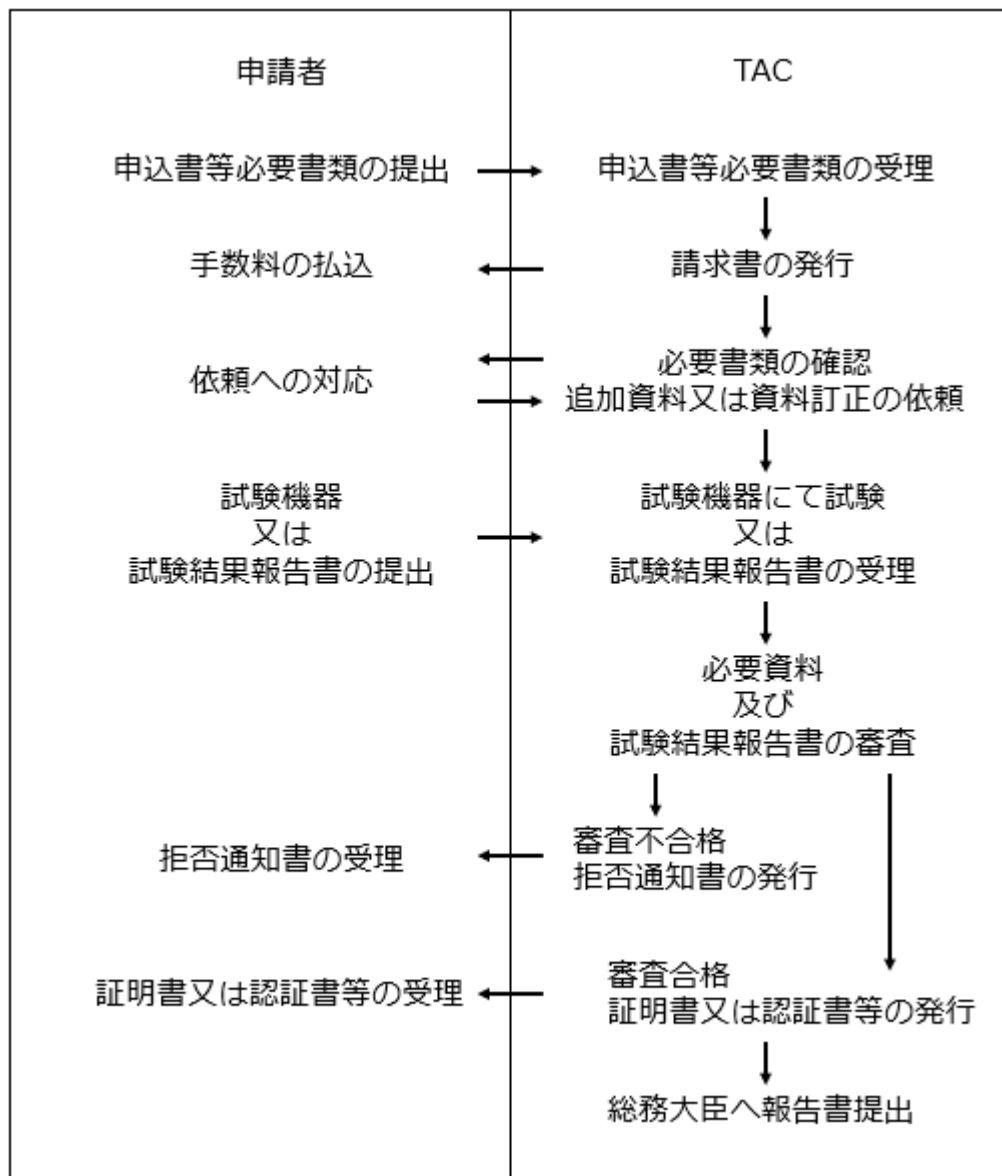 申請者
TAC
申込書等必要書類の提出
申込書等必要書類の受理
手数料の払込
請求書の発行
依頼への対応
必要書類の確認
追加資料又は資料訂正の依頼
試験機器
又は
試験結果報告書の提出
試験機器にて試験
又は
試験結果報告書の受理
必要資料
及び
試験結果報告書の審査
拒否通知書の受理
審査不合格
拒否通知書の発行
証明書又は認証書等の受理
審査合格
証明書又は認証書等の発行
総務大臣へ報告書提出